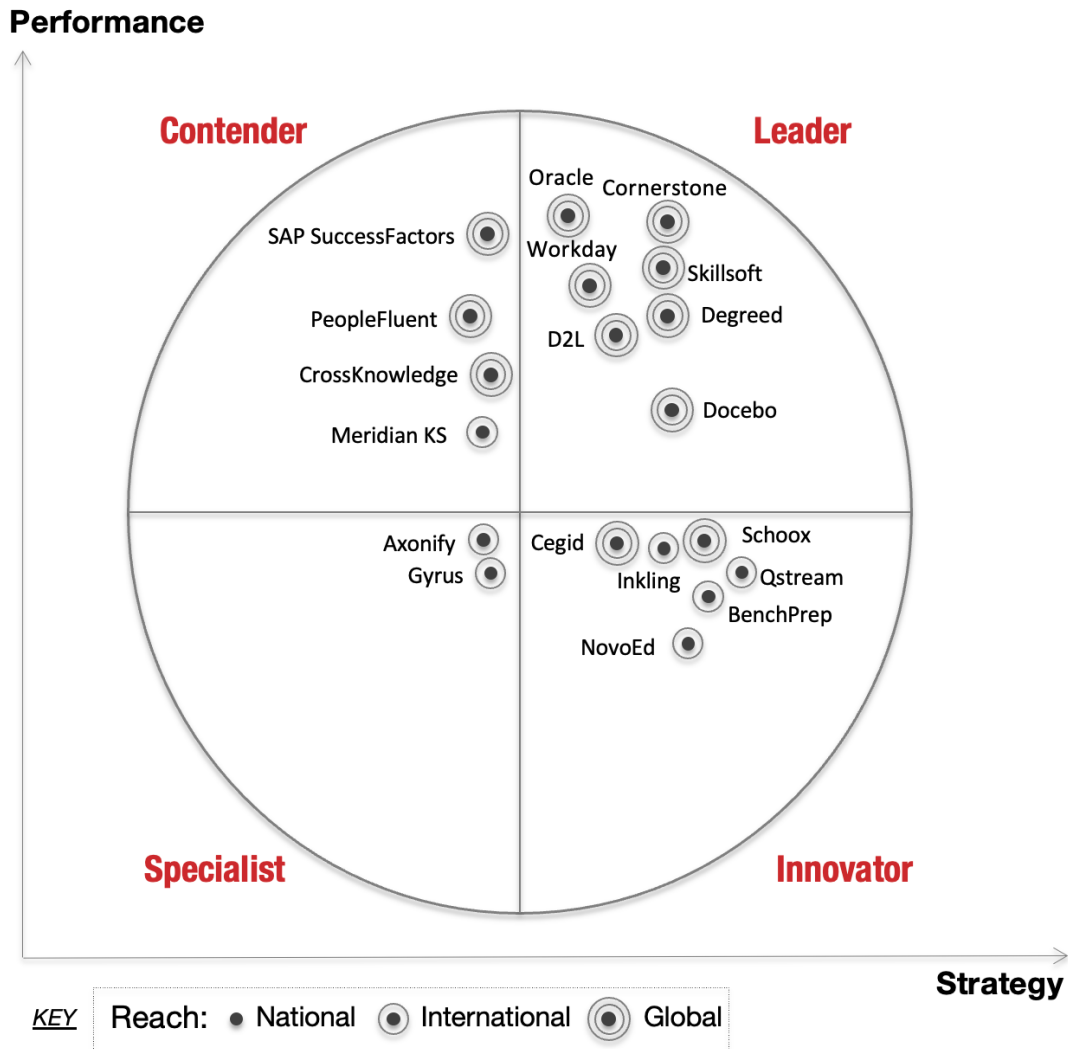 Performance
Contender
Leader
Oracle
Cornerstone
SAP SuccessFactors
Workday
Skillsoft
PeopleFluent
Degreed
D2L
CrossKnowledge
Docebo
Meridian KS
Axonify
Cegid
Schoox
Gyrus
Inkling
Qstream
BenchPrep
NovoEd
Specialist
Innovator
Strategy
KEY Reach: National International Global